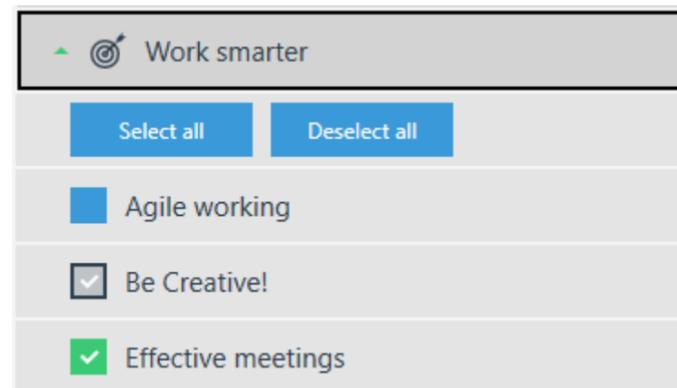 Work smarter
Select all Deselect all
Agile working
Be Creative!
Effective meetings